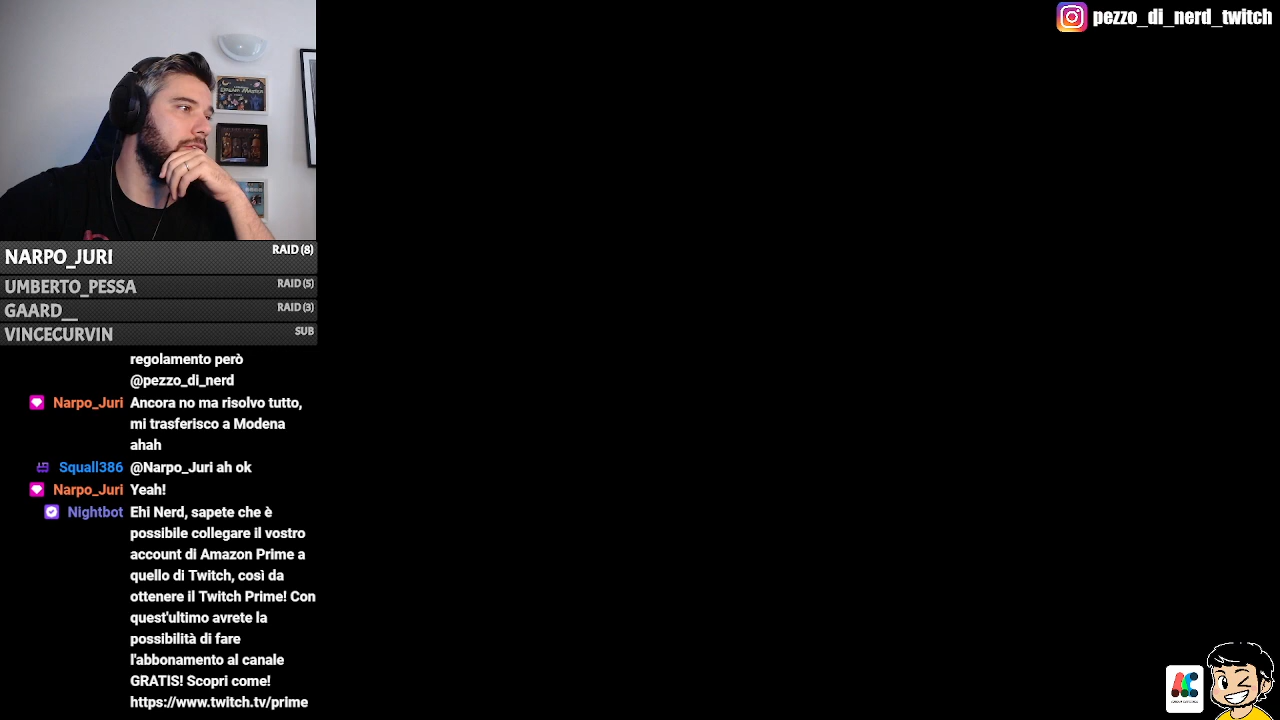 pezzo_di_nerd_twitch
NARPO_JURI RAID (8)
UMBERTO_PESSA RAID (5)
GAARD__ RAID (3)
VINCECURVIN SUB
regolamento però
@pezzo_di_nerd
Narpo_Juri Ancora no ma risolvo tutto,
mi trasferisco a Modena
ahah
Squall386 @Narpo_Juri ah ok
Narpo_Juri Yeah!
Nightbot Ehi Nerd, sapete che è
possibile collegare il vostro
account di Amazon Prime a
quello di Twitch, così da
ottenere il Twitch Prime! Con
quest'ultimo avrete la
possibilità di fare
l'abbonamento al canale
GRATIS! Scopri come!
https://www.twitch.tv/prime